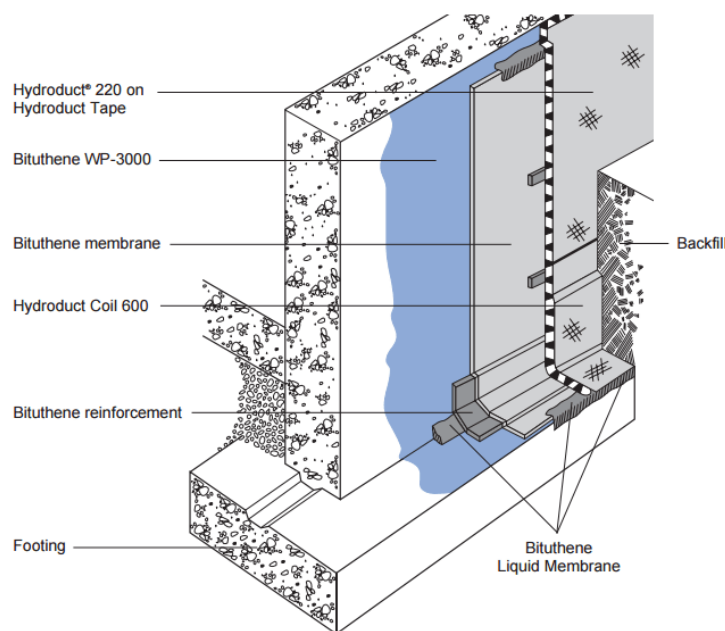 Hydroduct® 220 on
Hydroduct Tape
Bituthene WP-3000
Bituthene membrane
Backfill
Hydroduct Coil 600
Bituthene reinforcement
Footing
Bituthene
Liquid Membrane